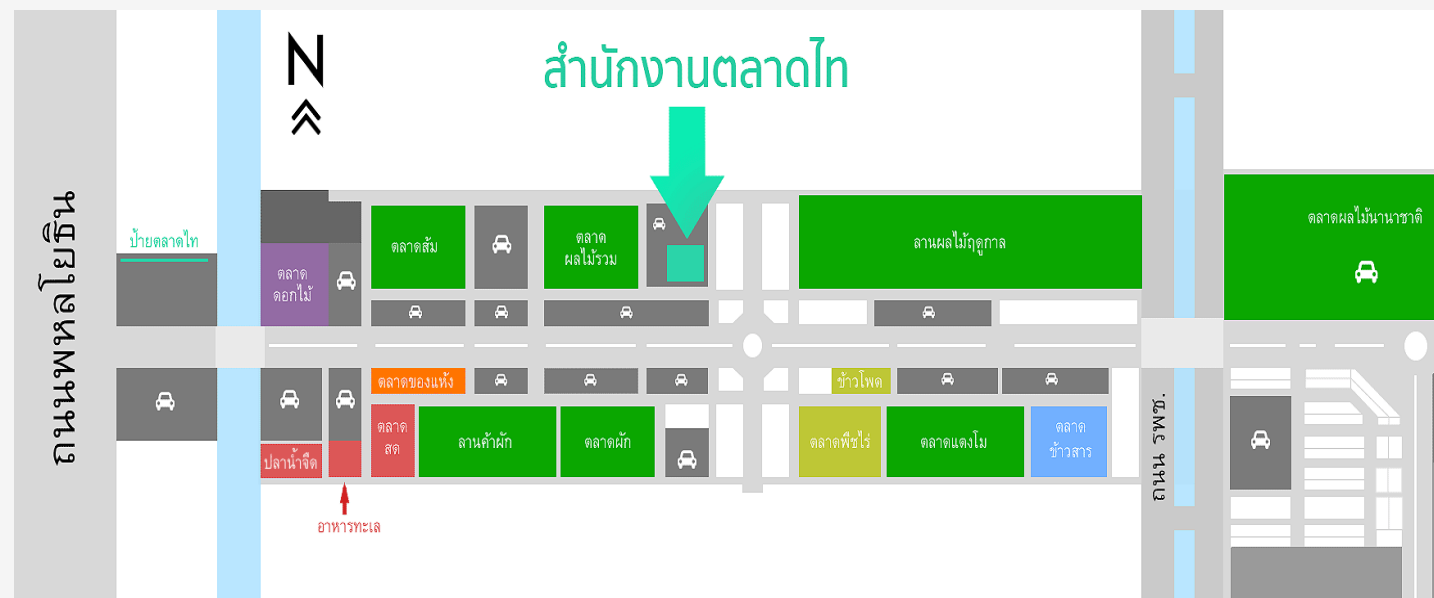 N
สำนักงานตลาดไท
ถนนพหลโยธิน
ป้ายตลาดไท
ตลาด
ดอกไม้
ตลาดส้ม
ตลาด
ผลไม้รวม
ลานผลไม้ฤดูกาล
ตลาดผลไม้นานาชาติ
ตลาดของแห้ง
ข้าวโพด
ปลาน้ำจืด
ตลาด
สด
ลานค้าผัก
ตลาดผัก
ตลาดพืชไร่
ตลาดแตงโม
ตลาด
ข้าวสาร
ถนน รพช.
อาหารทะเล